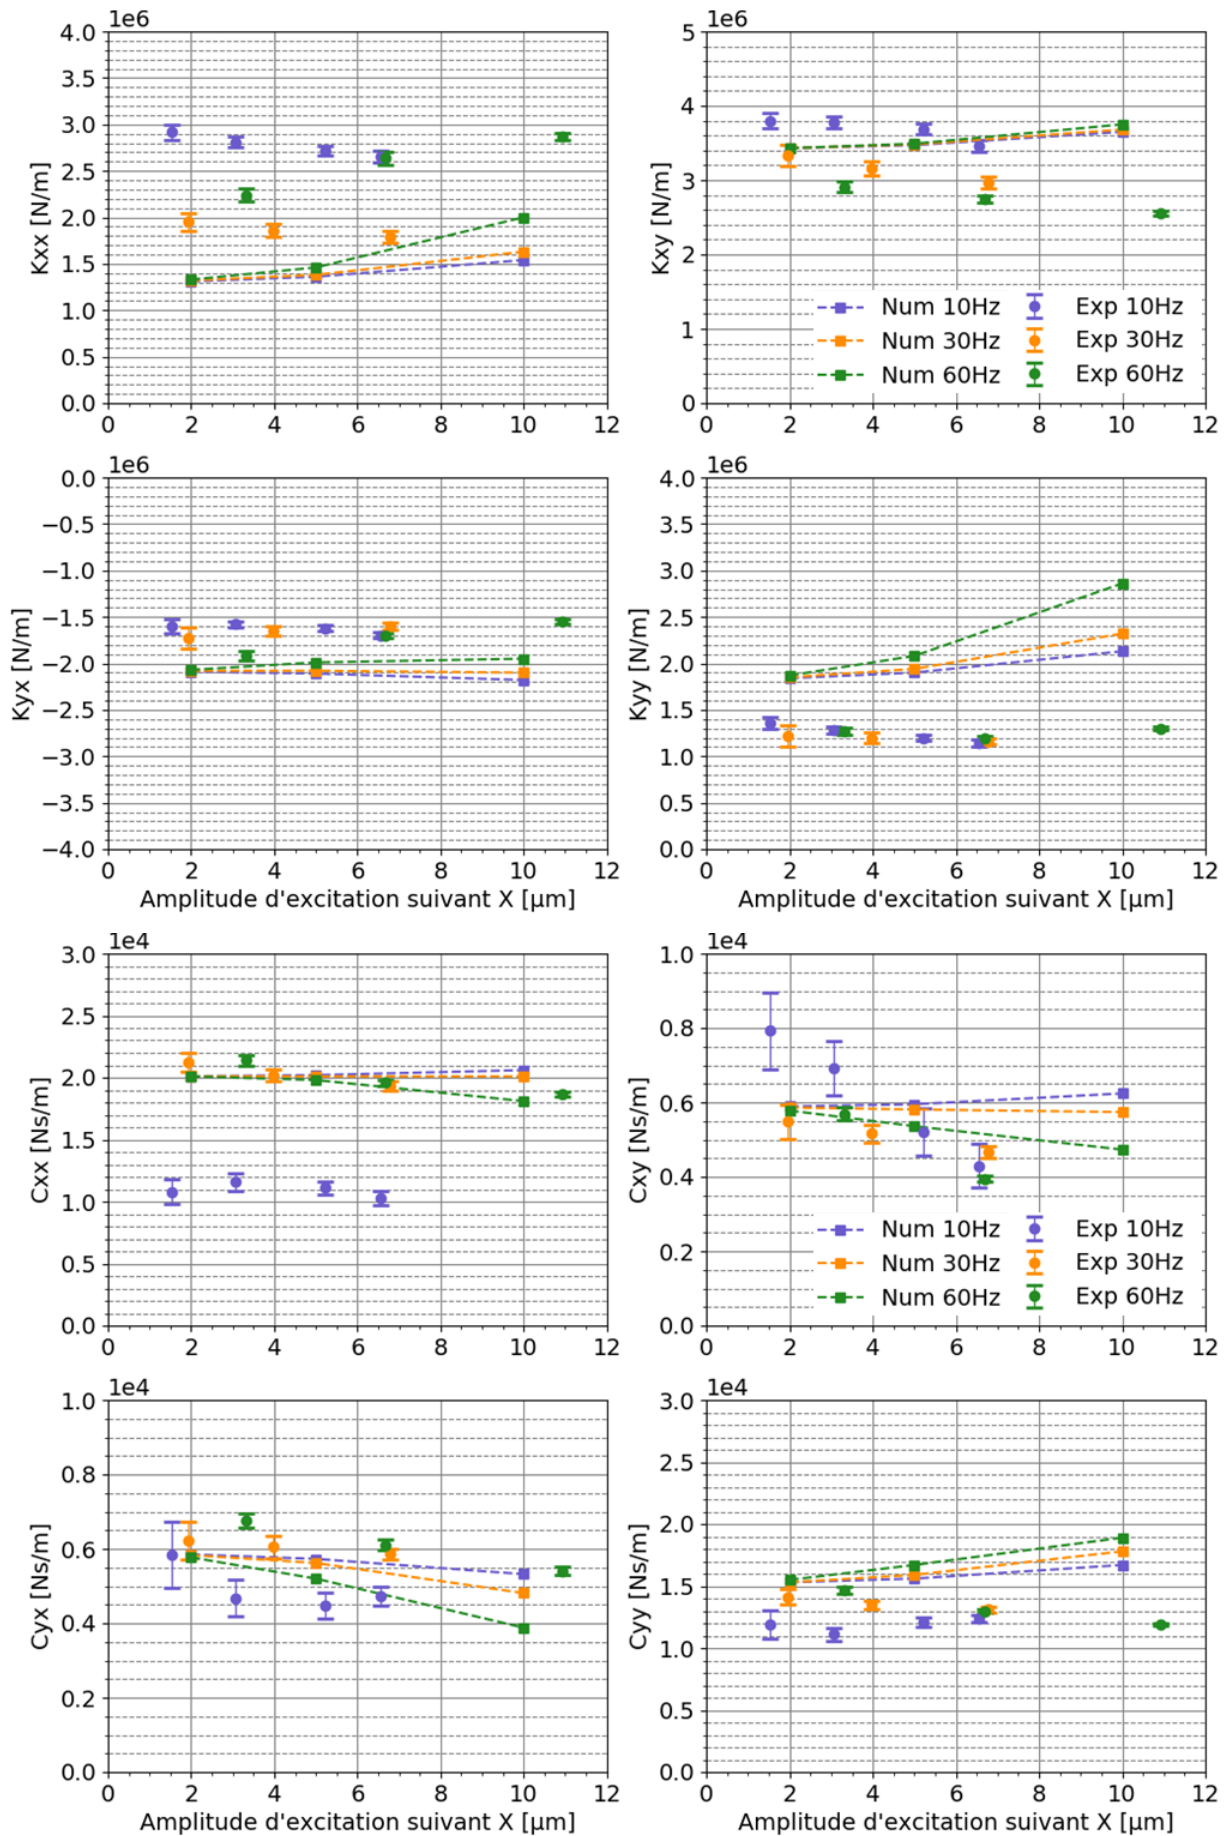 1e6
4.0
3.5
3.0
2.5
2.0
1.5
1.0
0.5
0.0
Kxx [N/m]
0 2 4 6 8 10 12
1e6
5
4
3
2
1
0
Kxy [N/m]
Num 10Hz Exp 10Hz
Num 30Hz Exp 30Hz
Num 60Hz Exp 60Hz
0 2 4 6 8 10 12
1e6
0.0
−0.5
−1.0
−1.5
−2.0
−2.5
−3.0
−3.5
−4.0
Kyx [N/m]
0 2 4 6 8 10 12
Amplitude d'excitation suivant X [µm]
1e6
4.0
3.5
3.0
2.5
2.0
1.5
1.0
0.5
0.0
Kyy [N/m]
0 2 4 6 8 10 12
Amplitude d'excitation suivant X [µm]
1e4
3.0
2.5
2.0
1.5
1.0
0.5
0.0
Cxx [Ns/m]
0 2 4 6 8 10 12
1e4
1.0
0.8
0.6
0.4
0.2
0.0
Cxy [Ns/m]
Num 10Hz Exp 10Hz
Num 30Hz Exp 30Hz
Num 60Hz Exp 60Hz
0 2 4 6 8 10 12
1e4
1.0
0.8
0.6
0.4
0.2
0.0
Cyx [Ns/m]
0 2 4 6 8 10 12
Amplitude d'excitation suivant X [µm]
1e4
3.0
2.5
2.0
1.5
1.0
0.5
0.0
Cyy [Ns/m]
0 2 4 6 8 10 12
Amplitude d'excitation suivant X [µm]